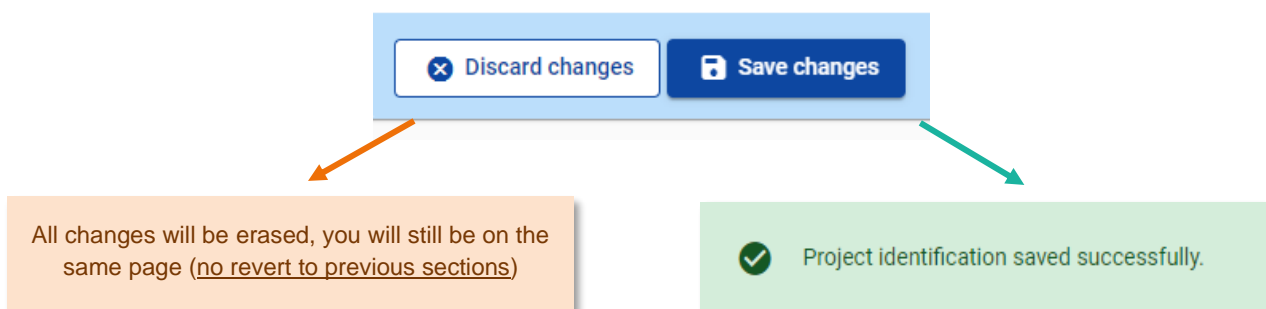 Discard changes
Save changes
All changes will be erased, you will still be on the
same page (no revert to previous sections)
Project identification saved successfully.